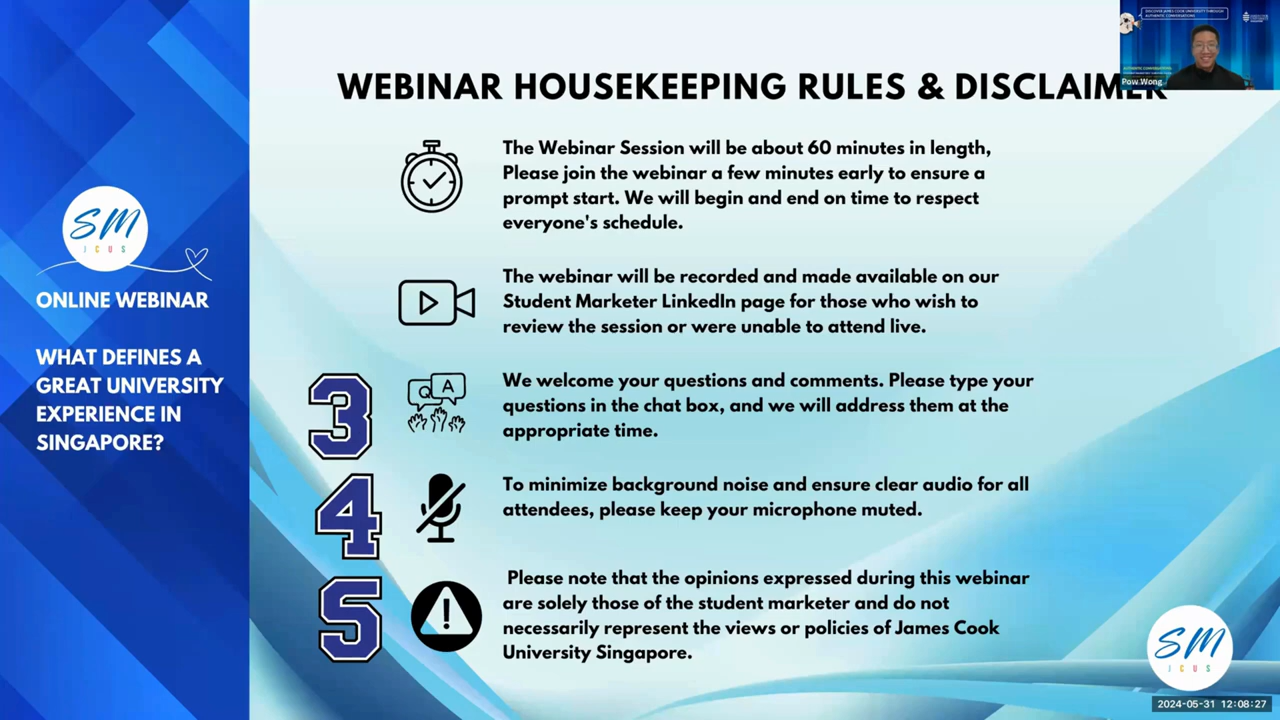 DISCOVER JAMES COOK UNIVERSITY THROUGH
AUTHENTIC CONVERSATIONS
Pow Wong
WEBINAR HOUSEKEEPING RULES & DISCLAIMER
The Webinar Session will be about 60 minutes in length,
Please join the webinar a few minutes early to ensure a
prompt start. We will begin and end on time to respect
everyone's schedule.
The webinar will be recorded and made available on our
Student Marketer LinkedIn page for those who wish to
review the session or were unable to attend live.
3
Q A
We welcome your questions and comments. Please type your
questions in the chat box, and we will address them at the
appropriate time.
4
To minimize background noise and ensure clear audio for all
attendees, please keep your microphone muted.
5
Please note that the opinions expressed during this webinar
are solely those of the student marketer and do not
necessarily represent the views or policies of James Cook
University Singapore.
SM
JCUS
ONLINE WEBINAR
WHAT DEFINES A
GREAT UNIVERSITY
EXPERIENCE IN
SINGAPORE?
SM
JCUS
2024-05-31 12:08:27